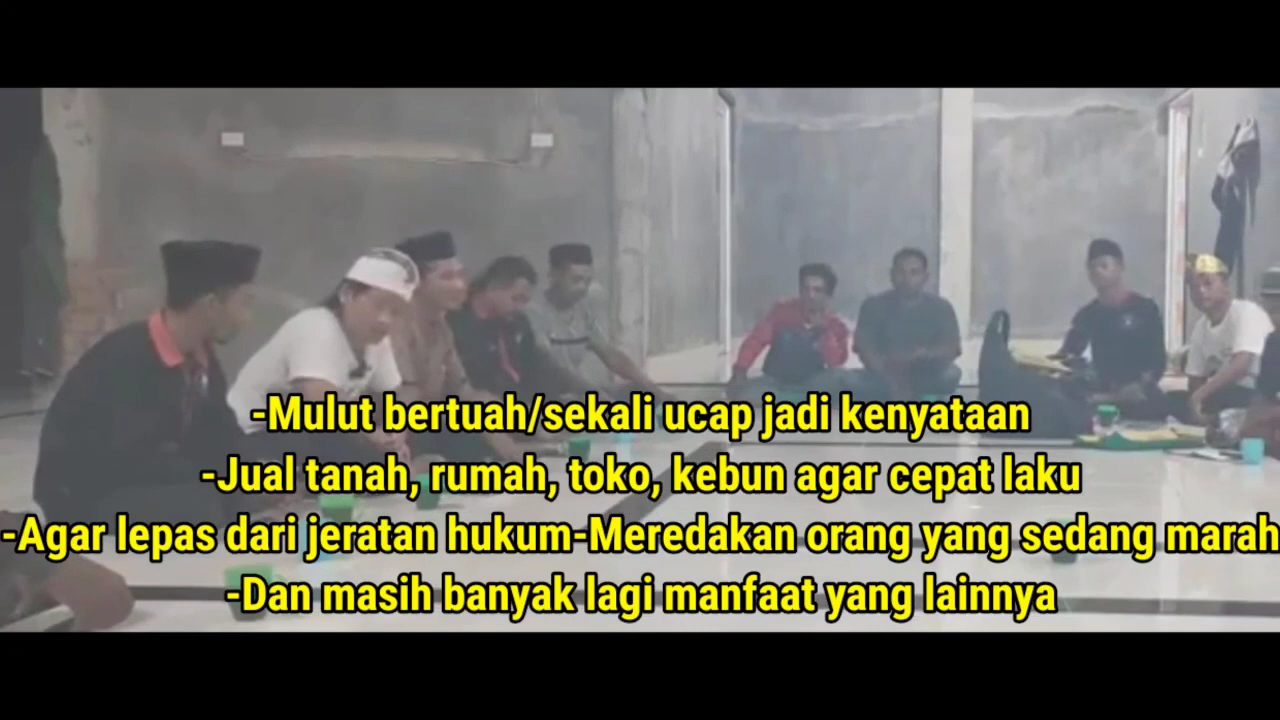 -Mulut bertuah/sekali ucap jadi kenyataan
-Jual tanah, rumah, toko, kebun agar cepat laku
-Agar lepas dari jeratan hukum-Meredakan orang yang sedang marah
-Dan masih banyak lagi manfaat yang lainnya